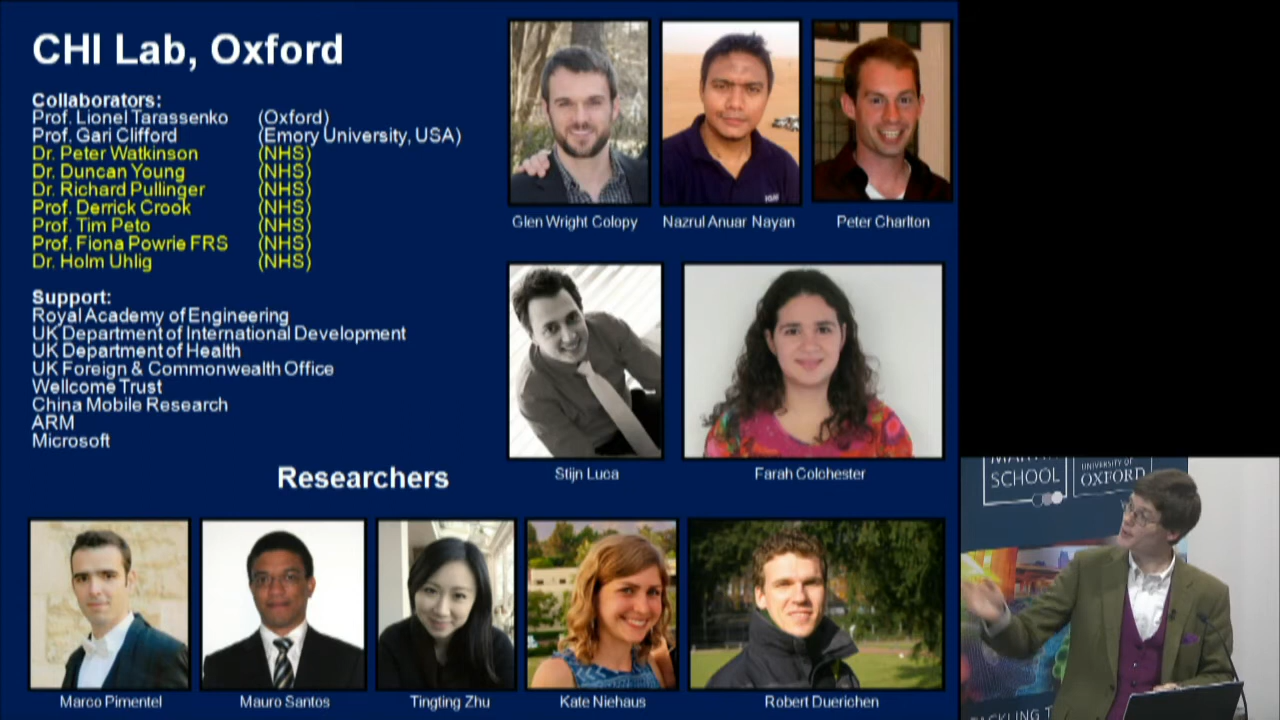 CHI Lab, Oxford
Collaborators:
Prof. Lionel Tarassenko (Oxford)
Prof. Gari Clifford (Emory University, USA)
Dr. Peter Watkinson (NHS)
Dr. Duncan Young (NHS)
Dr. Richard Pullinger (NHS)
Prof. Derrick Crook (NHS)
Prof. Tim Peto (NHS)
Prof. Fiona Powrie FRS (NHS)
Dr. Holm Uhlig (NHS)
Support:
Royal Academy of Engineering
UK Department of International Development
UK Department of Health
UK Foreign & Commonwealth Office
Wellcome Trust
China Mobile Research
ARM
Microsoft
Glen Wright Colopy
Nazrul Anuar Nayan
Peter Charlton
Stijn Luca
Farah Colchester
Researchers
Marco Pimentel
Mauro Santos
Tingting Zhu
Kate Niehaus
Robert Duerichen
MARTIN
SCHOOL
UNIVERSITY OF
OXFORD